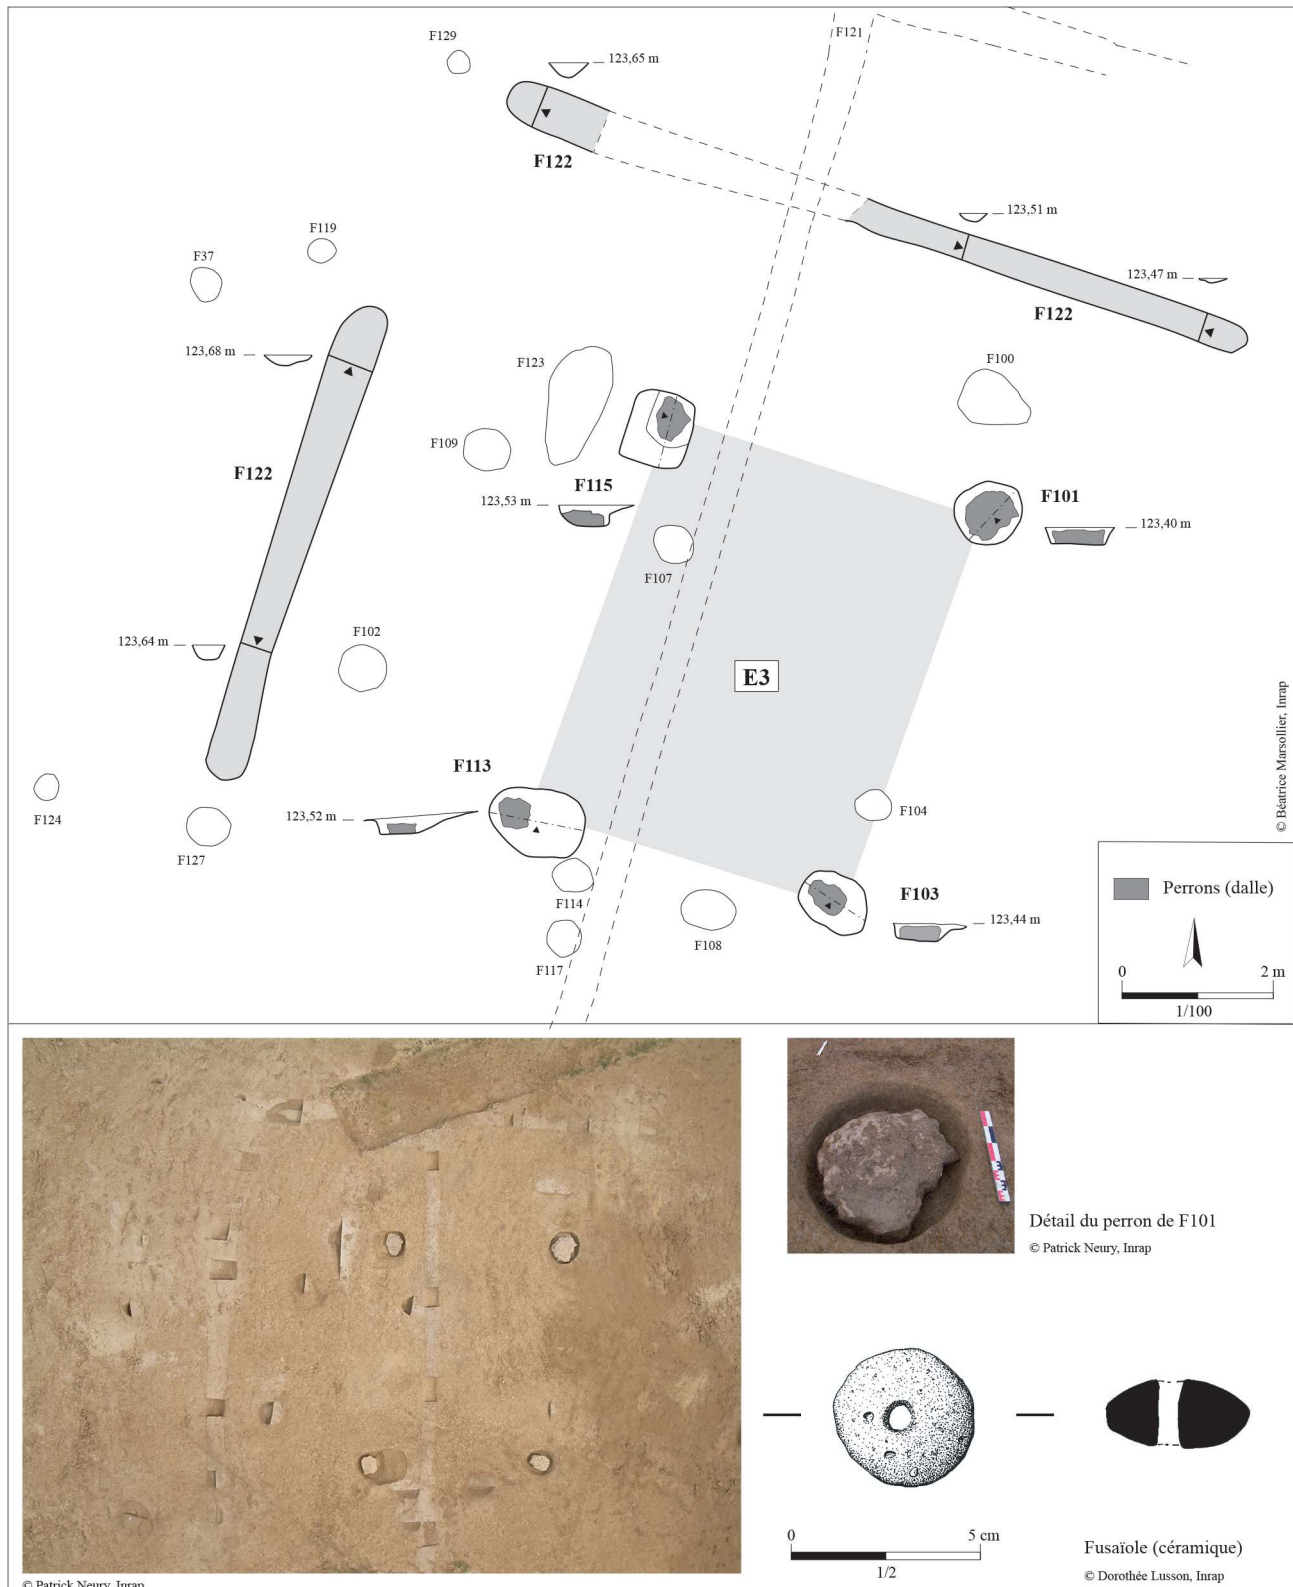 F129
123,65 m
F121
F122
123,51 m
F119
F37
123,47 m
F122
123,68 m
F123
F100
F109
F122
F115
F101
123,53 m
123,40 m
F107
123,64 m
F102
E3
F113
F104
F124
123,52 m
F127
F103
F114
123,44 m
F108
F117
© Béatrice Marsollier, Inrap
Perrons (dalle)
0 2 m
1/100
Détail du perron de F101
© Patrick Neury, Inrap
0 5 cm
1/2
Fusaïole (céramique)
© Dorothée Lusson, Inrap
© Patrick Neury, Inrap